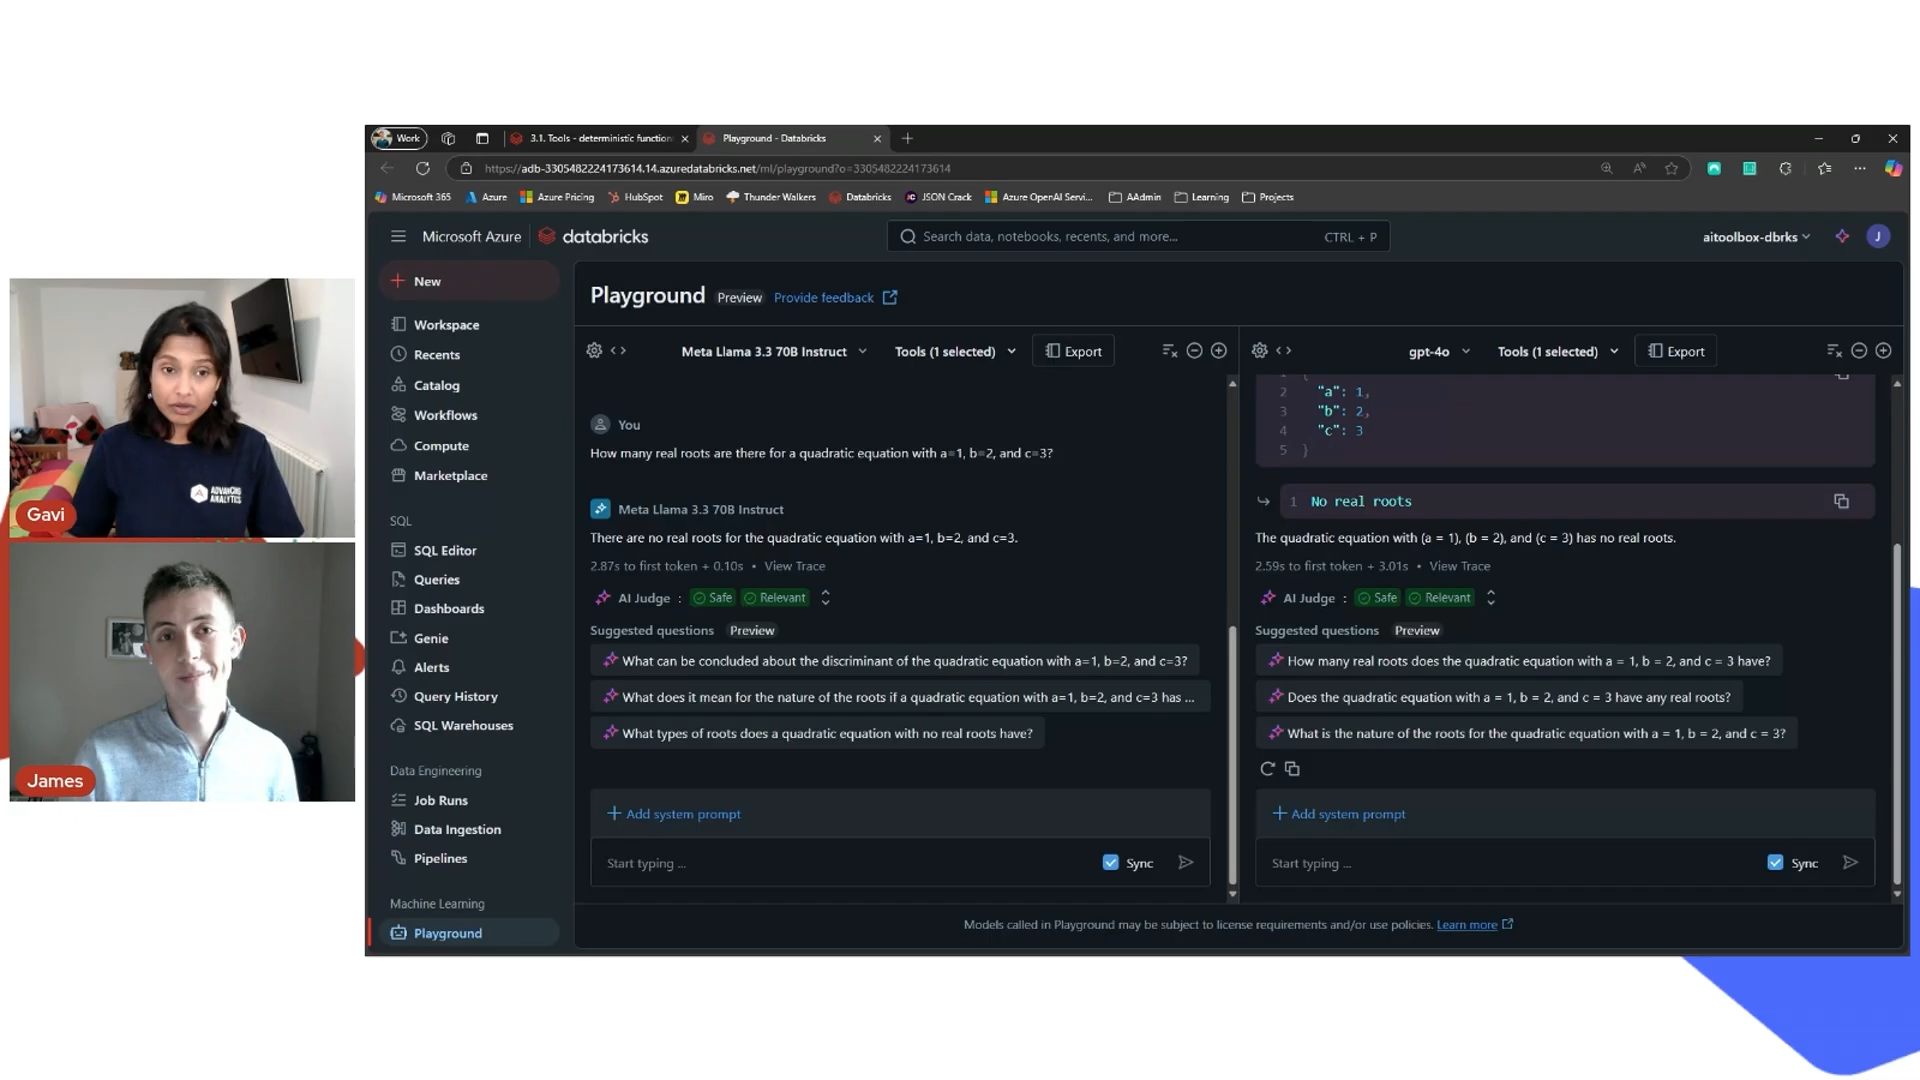 Work
3.1. Tools - deterministic function
Playground - Databricks
https://adb-3305482224173614.14.azuredatabricks.net/ml/playground?o=3305482224173614
Microsoft 365
Azure
Azure Pricing
HubSpot
Miro
Thunder Walkers
Databricks
JSON Crack
Azure OpenAI Servi...
AAdmin
Learning
Projects
Microsoft Azure
databricks
Search data, notebooks, recents, and more...
CTRL + P
aitoolbox-dbrks
J
New
Workspace
Recents
Catalog
Workflows
Compute
Marketplace
SQL
SQL Editor
Queries
Dashboards
Genie
Alerts
Query History
SQL Warehouses
Data Engineering
Job Runs
Data Ingestion
Pipelines
Machine Learning
Playground
Playground
Preview
Provide feedback
Meta Llama 3.3 70B Instruct
Tools (1 selected)
Export
You
How many real roots are there for a quadratic equation with a=1, b=2, and c=3?
Meta Llama 3.3 70B Instruct
There are no real roots for the quadratic equation with a=1, b=2, and c=3.
2.87s to first token + 0.10s • View Trace
AI Judge : Safe Relevant
Suggested questions Preview
What can be concluded about the discriminant of the quadratic equation with a=1, b=2, and c=3?
What does it mean for the nature of the roots if a quadratic equation with a=1, b=2, and c=3 has ...
What types of roots does a quadratic equation with no real roots have?
+ Add system prompt
Start typing ...
Sync
gpt-4o
Tools (1 selected)
Export
2 "a": 1,
3 "b": 2,
4 "c": 3
5 }
1 No real roots
The quadratic equation with (a = 1), (b = 2), and (c = 3) has no real roots.
2.59s to first token + 3.01s • View Trace
AI Judge : Safe Relevant
Suggested questions Preview
How many real roots does the quadratic equation with a = 1, b = 2, and c = 3 have?
Does the quadratic equation with a = 1, b = 2, and c = 3 have any real roots?
What is the nature of the roots for the quadratic equation with a = 1, b = 2, and c = 3?
+ Add system prompt
Start typing ...
Sync
Models called in Playground may be subject to license requirements and/or use policies. Learn more
ADVANCING
ANALYTICS
Gavi
James